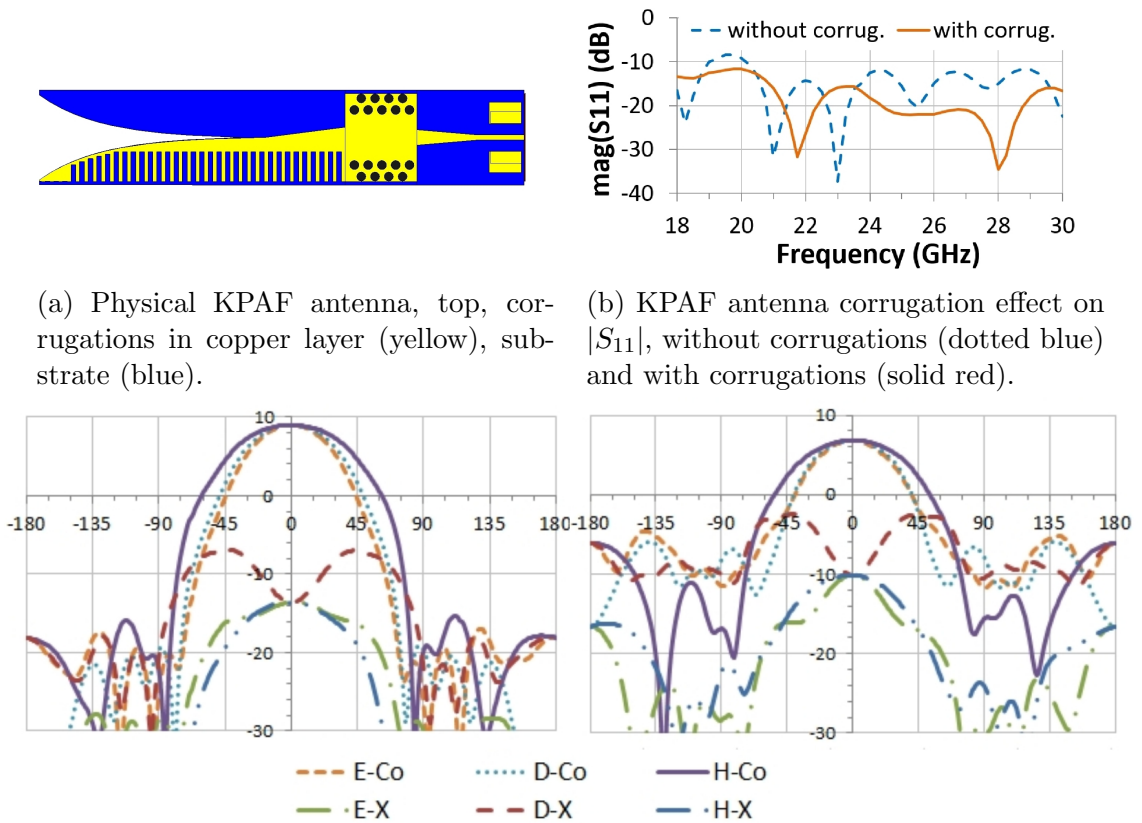 0
-10
-20
-30
-40
mag(S11) (dB)
without corrug.
with corrug.
18 20 22 24 26 28 30
Frequency (GHz)
(a) Physical KPAF antenna, top, cor-
rugations in copper layer (yellow), sub-
strate (blue).
(b) KPAF antenna corrugation effect on
|S11|, without corrugations (dotted blue)
and with corrugations (solid red).
10
0
-180 -135 -90 -45 0 45 90 135 180
-10
-20
-30
10
0
-180 -135 -90 -45 0 45 90 135 180
-10
-20
-30
E-Co D-Co H-Co
E-X D-X H-X